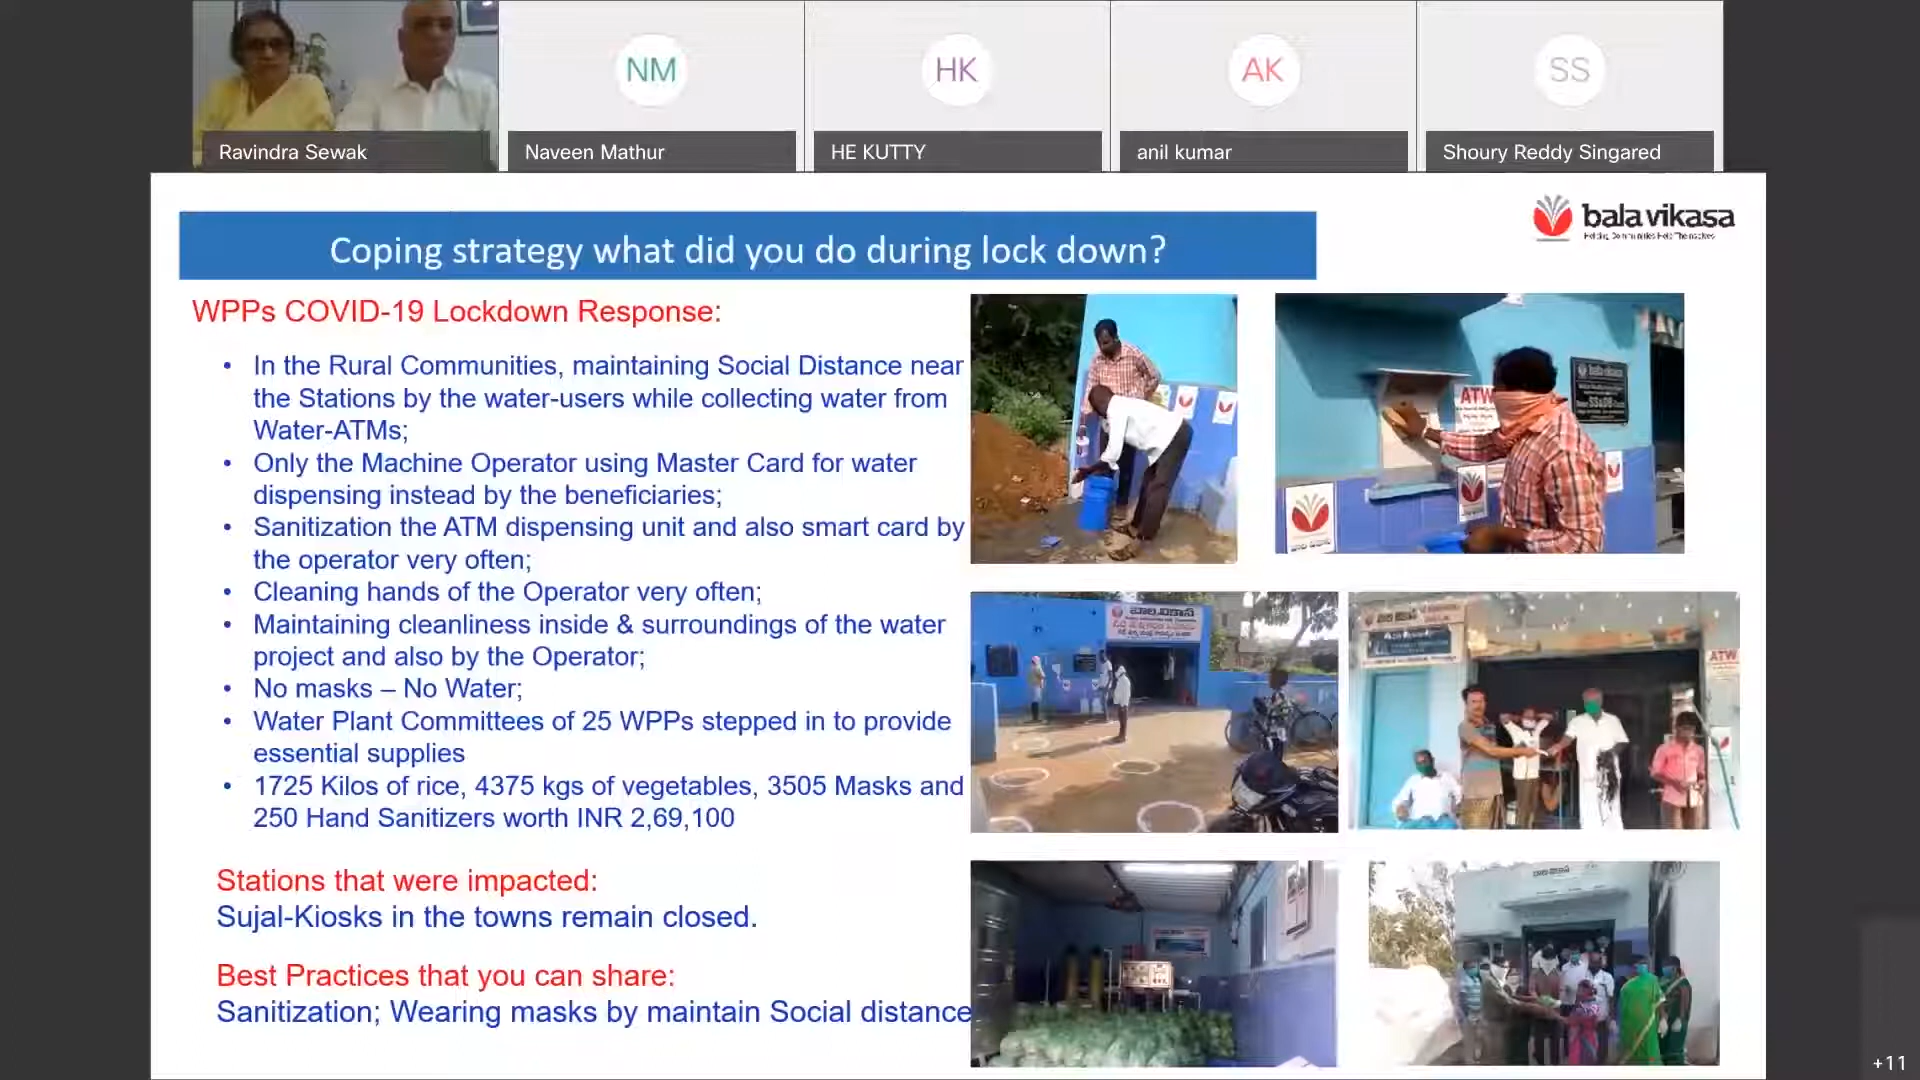 NM
HK
AK
SS
Ravindra Sewak
Naveen Mathur
HE KUTTY
anil kumar
Shoury Reddy Singared
bala vikasa
Helping Communities Help Themselves
Coping strategy what did you do during lock down?
WPPs COVID-19 Lockdown Response:
• In the Rural Communities, maintaining Social Distance near
the Stations by the water-users while collecting water from
Water-ATMs;
• Only the Machine Operator using Master Card for water
dispensing instead by the beneficiaries;
• Sanitization the ATM dispensing unit and also smart card by
the operator very often;
• Cleaning hands of the Operator very often;
• Maintaining cleanliness inside & surroundings of the water
project and also by the Operator;
• No masks – No Water;
• Water Plant Committees of 25 WPPs stepped in to provide
essential supplies
• 1725 Kilos of rice, 4375 kgs of vegetables, 3505 Masks and
250 Hand Sanitizers worth INR 2,69,100
Stations that were impacted:
Sujal-Kiosks in the towns remain closed.
Best Practices that you can share:
Sanitization; Wearing masks by maintain Social distance
ATW
bala vikasa
బాల వికాస
ATW
+11